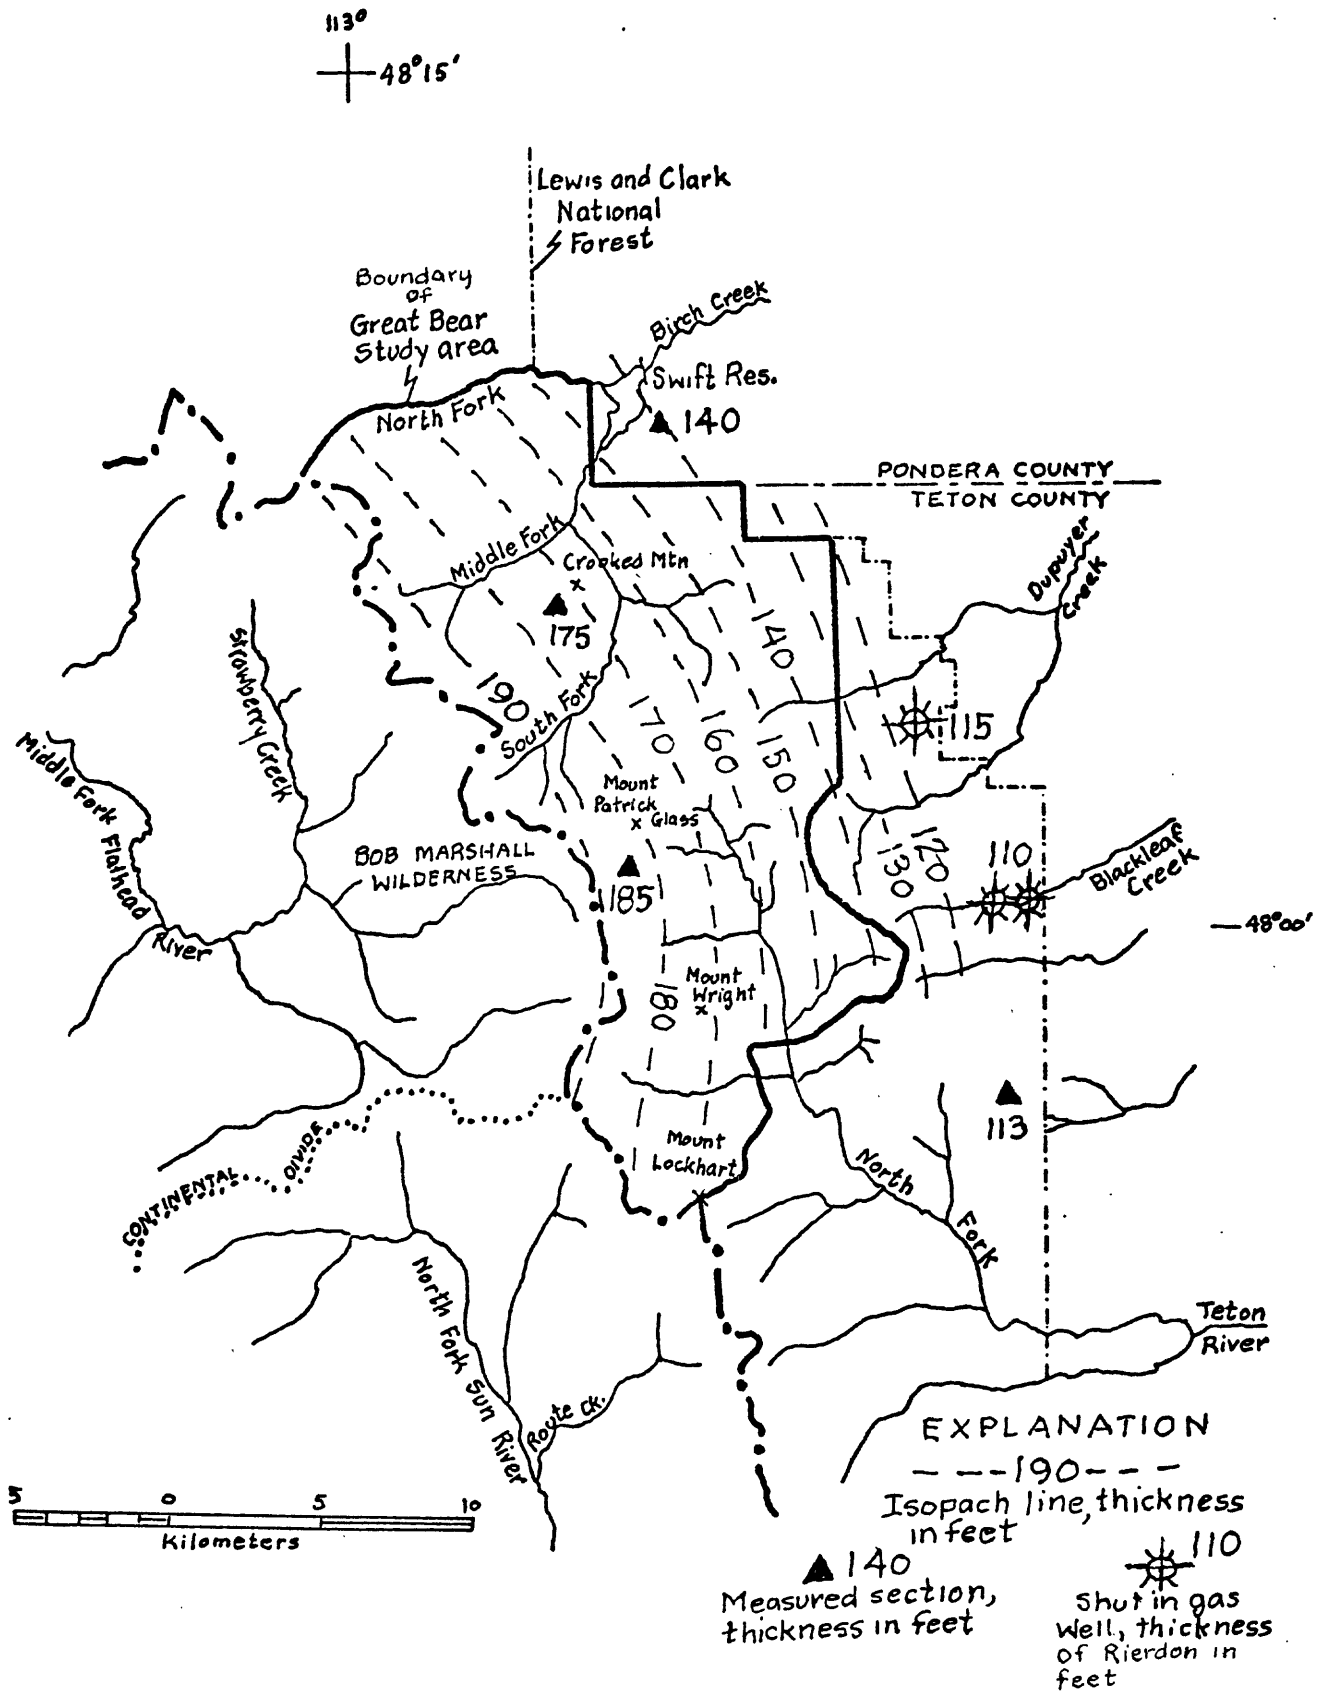 113°
48°15'
Lewis and Clark
National
Forest
Boundary
of
Great Bear
Study area
Birch Creek
Swift Res.
North Fork
140
PONDERA COUNTY
TETON COUNTY
Middle Fork
Crooked Mtn
x
Dupuyer
Creek
175
140
Strawberry Creek
190
South Fork
170
160
150
115
Middle Fork Flathead
River
Mount
Patrick
x Glass
BOB MARSHALL
WILDERNESS
185
130
120
110
Blackleaf
Creek
48°00'
Mount
Wright
x
180
113
CONTINENTAL DIVIDE
Mount
Lockhart
x
North
Fork
North Fork Sun River
Teton
River
Route Ck.
EXPLANATION
---190---
Isopach line, thickness
in feet
5 0 5 10
Kilometers
140
Measured section,
thickness in feet
110
Shut in gas
Well, thickness
of Rierdon in
feet